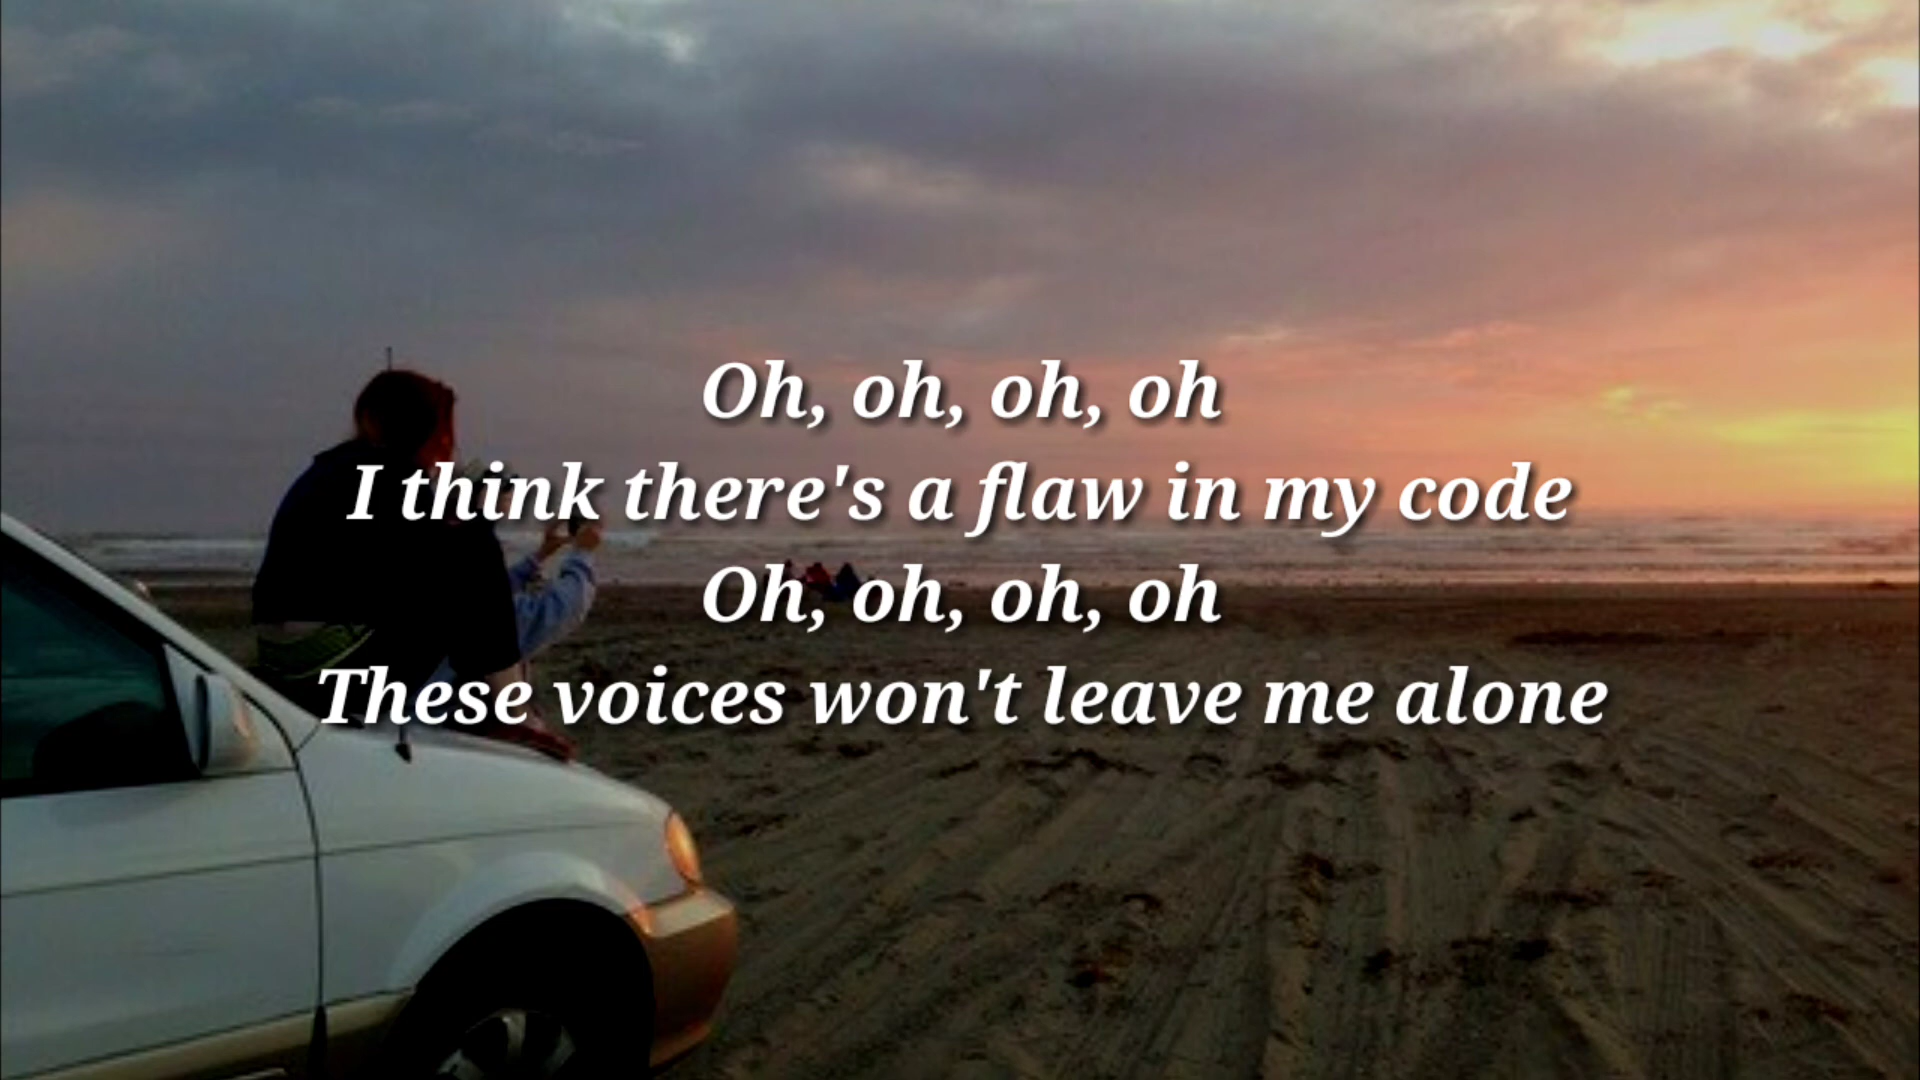 Oh, oh, oh, oh
I think there's a flaw in my code
Oh, oh, oh, oh
These voices won't leave me alone